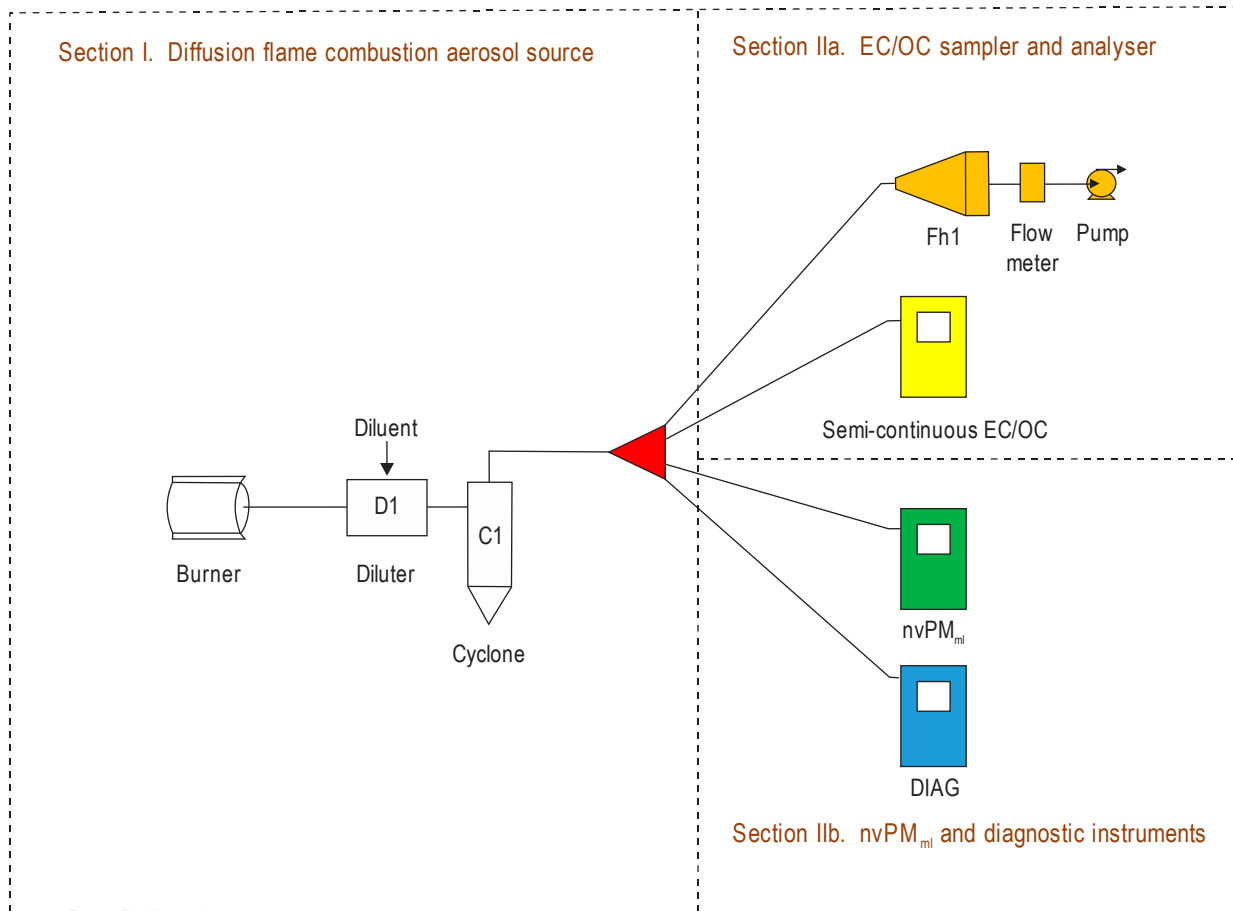 Section I. Diffusion flame combustion aerosol source
Section IIa. EC/OC sampler and analyser
Fh1
Flow
meter
Pump
Semi-continuous EC/OC
Diluent
D1
C1
Burner
Diluter
Cyclone
nvPMml
DIAG
Section IIb. nvPMml and diagnostic instruments